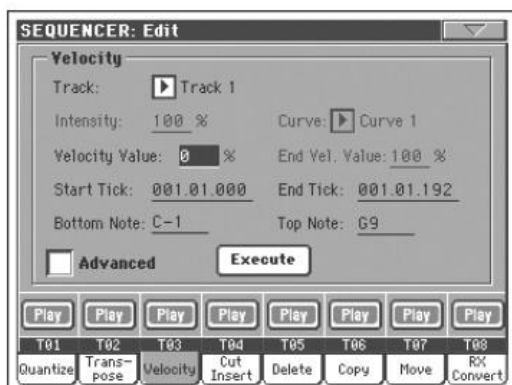 SEQUENCER: Edit
Velocity
Track: Track 1
Intensity: 100 % Curve: Curve 1
Velocity Value: 0 % End Vel. Value: 100 %
Start Tick: 001.01.000 End Tick: 001.01.192
Bottom Note: C-1 Top Note: G9
Advanced Execute
Play Play Play Play Play Play Play Play
T01 T02 T03 T04 T05 T06 T07 T08
Quantize Trans- Velocity Cut Delete Copy Move RX
pose Insert Convert